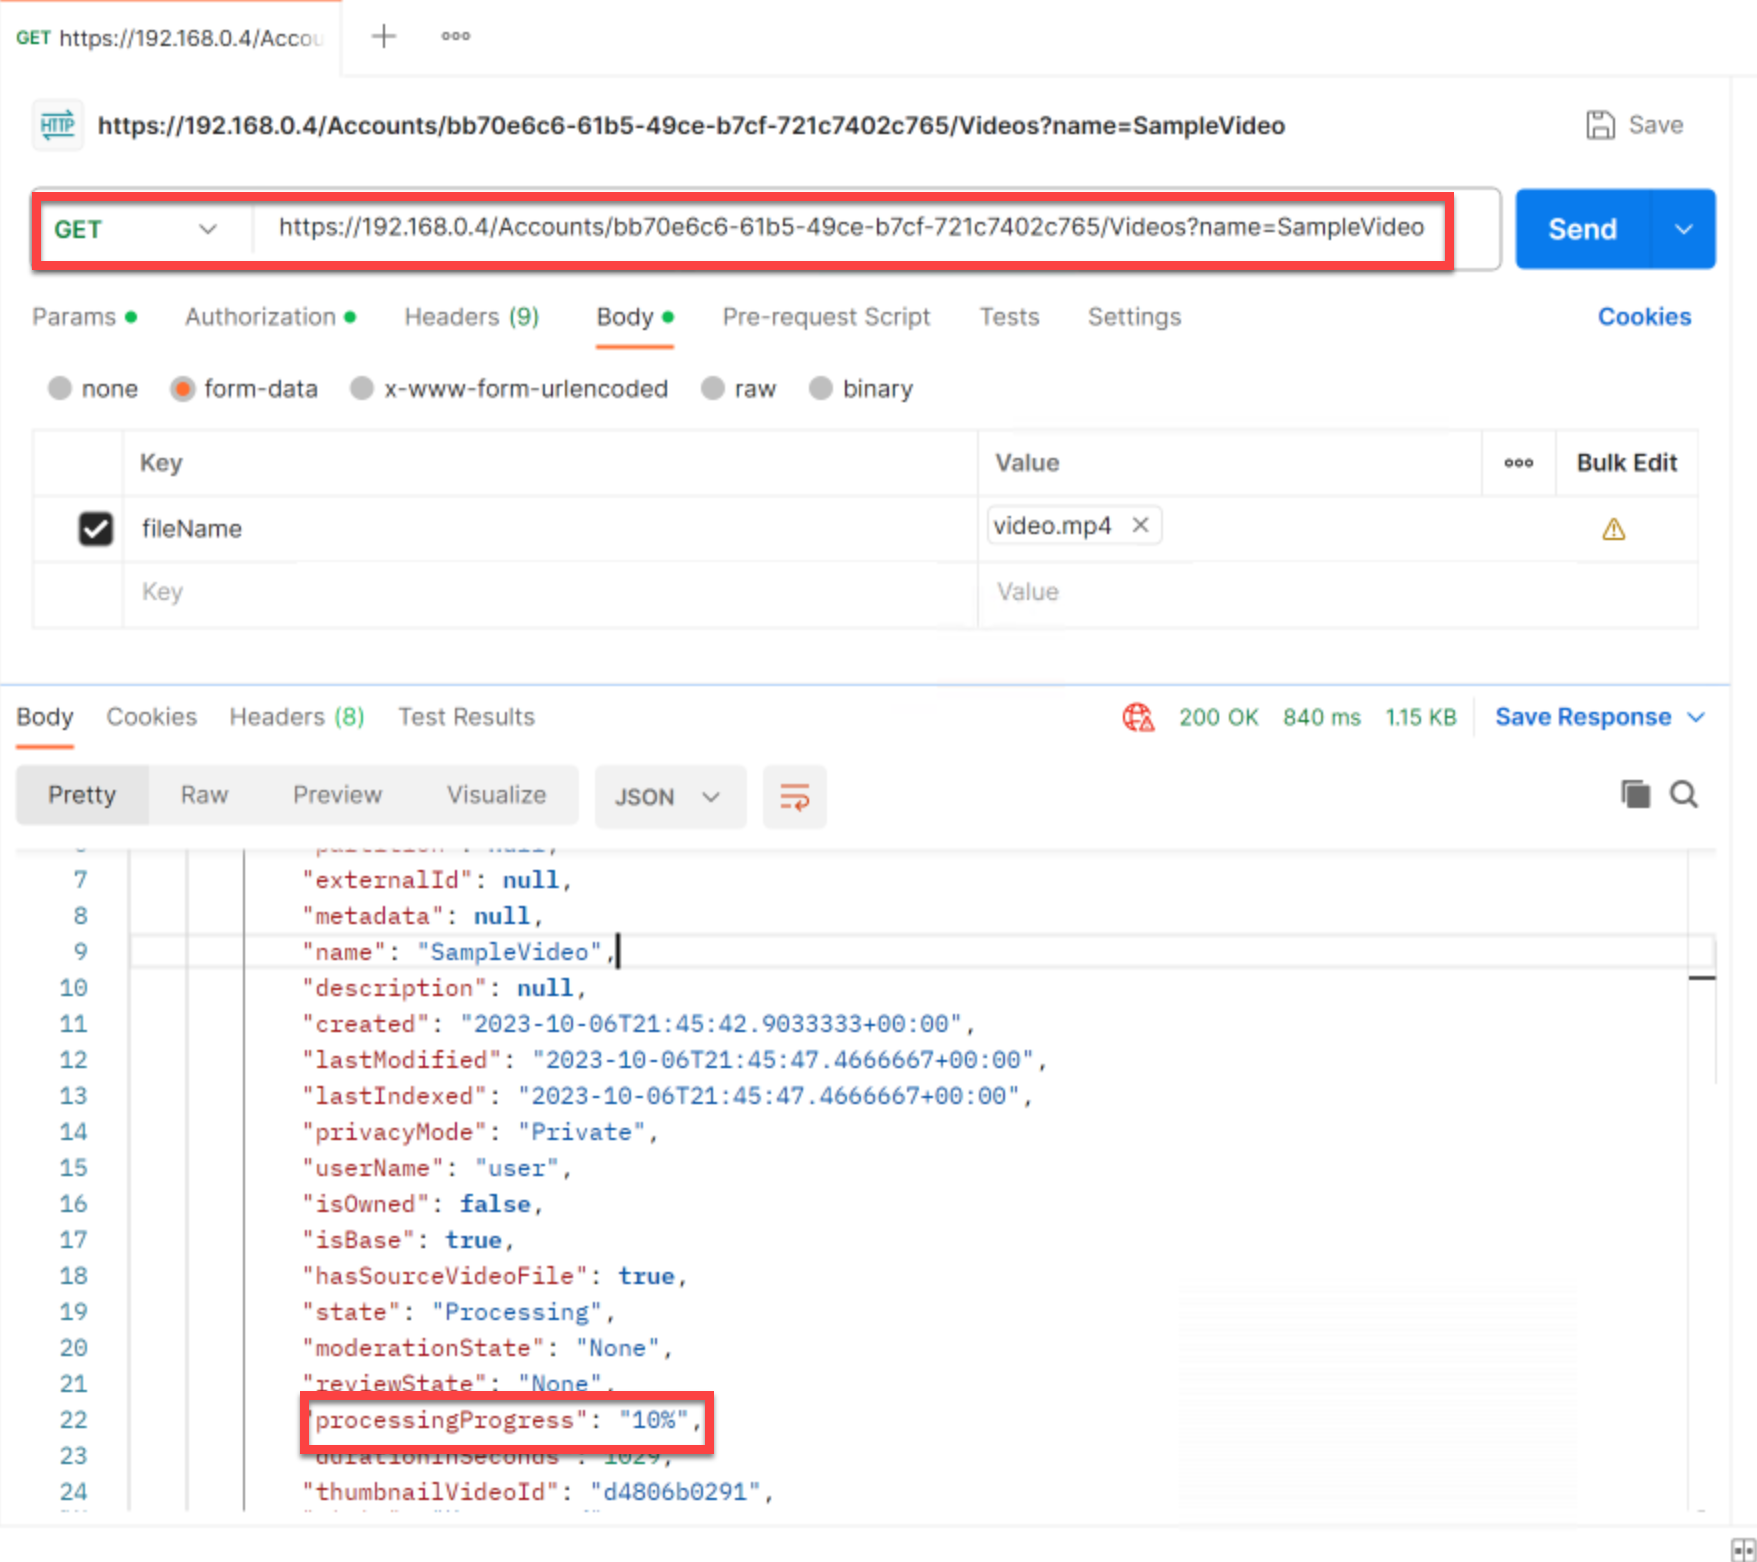 GET https://192.168.0.4/Accou
HTTP https://192.168.0.4/Accounts/bb70e6c6-61b5-49ce-b7cf-721c7402c765/Videos?name=SampleVideo Save
GET https://192.168.0.4/Accounts/bb70e6c6-61b5-49ce-b7cf-721c7402c765/Videos?name=SampleVideo Send
Params Authorization Headers (9) Body Pre-request Script Tests Settings Cookies
none form-data x-www-form-urlencoded raw binary
Key Value Bulk Edit
fileName video.mp4
Key Value
Body Cookies Headers (8) Test Results 200 OK 840 ms 1.15 KB Save Response
Pretty Raw Preview Visualize JSON
7 "externalId": null,
8 "metadata": null,
9 "name": "SampleVideo",
10 "description": null,
11 "created": "2023-10-06T21:45:42.9033333+00:00",
12 "lastModified": "2023-10-06T21:45:47.4666667+00:00",
13 "lastIndexed": "2023-10-06T21:45:47.4666667+00:00",
14 "privacyMode": "Private",
15 "userName": "user",
16 "isOwned": false,
17 "isBase": true,
18 "hasSourceVideoFile": true,
19 "state": "Processing",
20 "moderationState": "None",
21 "reviewState": "None",
22 "processingProgress": "10%",
23 "durationInSeconds": 1029,
24 "thumbnailVideoId": "d4806b0291",